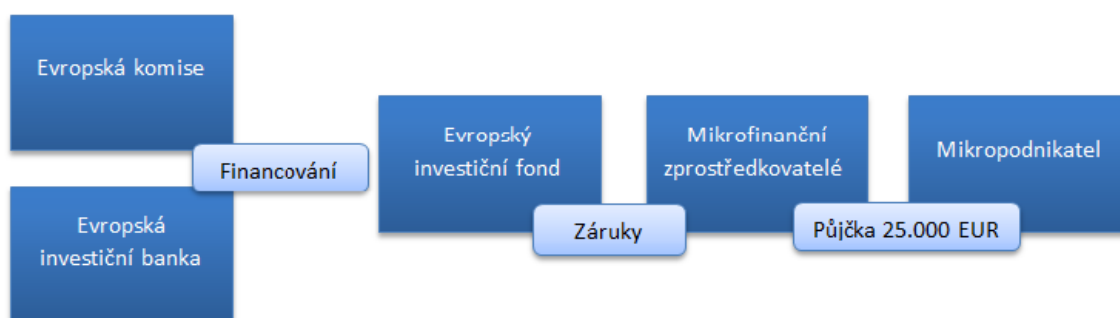 Evropská komise
Financování
Evropská
investiční banka
Evropský
investiční fond
Záruky
Mikrofinanční
zprostředkovatelé
Půjčka 25.000 EUR
Mikropodnikatel